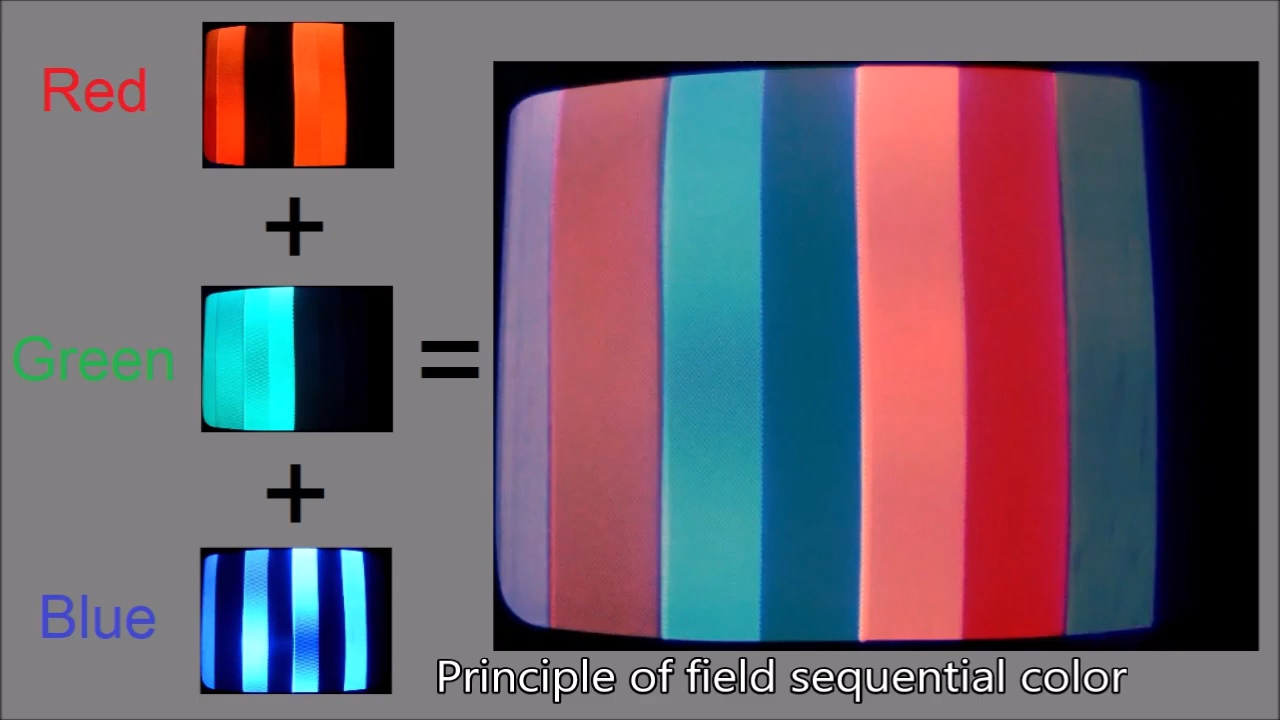 Red
+
Green
=
+
Blue
Principle of field sequential color